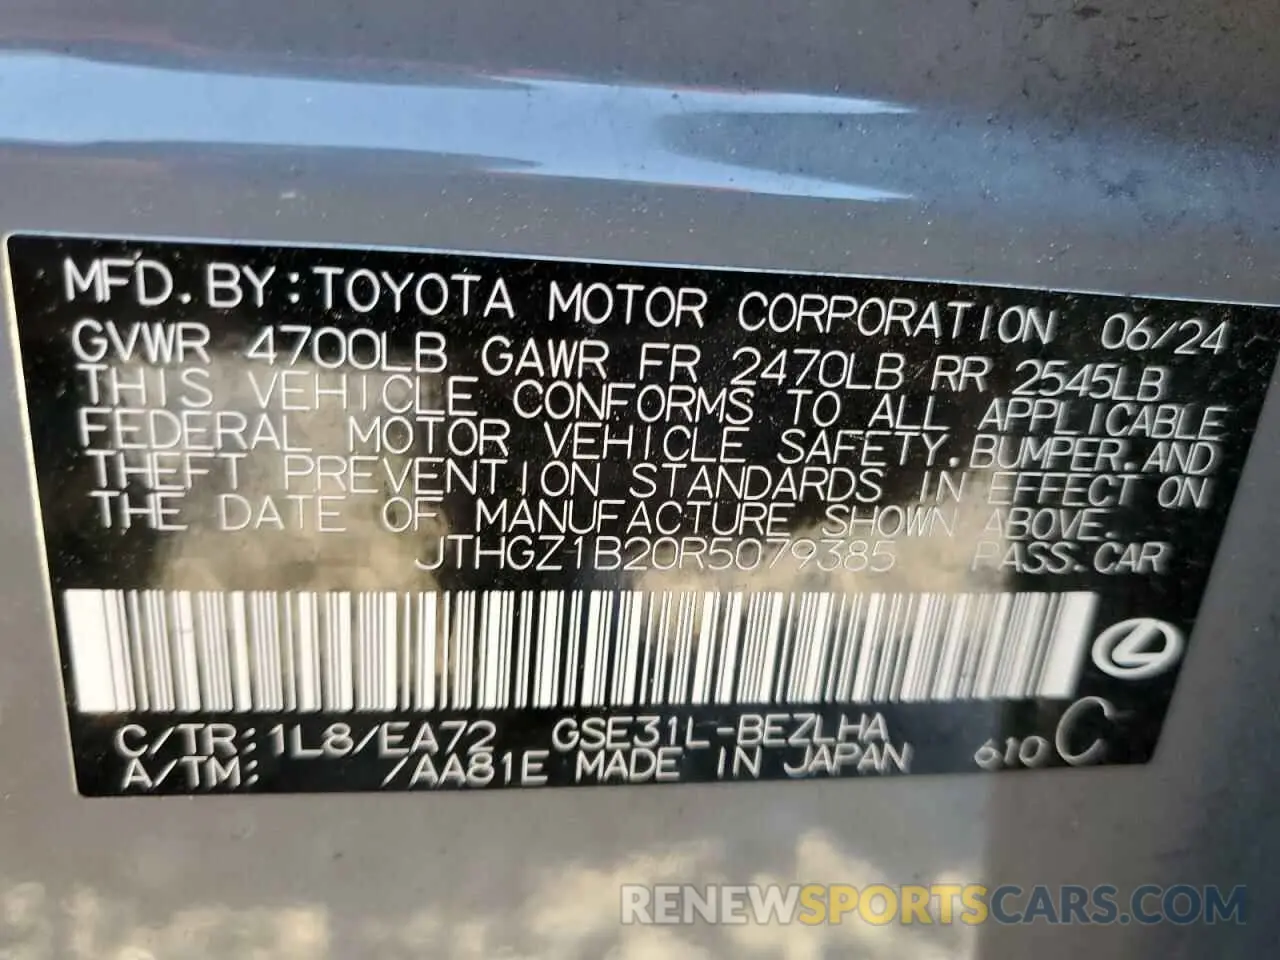 MFD. BY: TOYOTA MOTOR CORPORATION 06/24
GVWR 4700LB GAWR FR 2470LB RR 2545LB
THIS VEHICLE CONFORMS TO ALL APPLICABLE
FEDERAL MOTOR VEHICLE SAFETY. BUMPER. AND
THEFT PREVENTION STANDARDS IN EFFECT ON
THE DATE OF MANUFACTURE SHOWN ABOVE.
JTHGZ1B20R5079385 PASS. CAR
C/TR: 1L8/EA72 GSE31L-BEZLHA
A/TM: /AA81E MADE IN JAPAN 610 C
RENEWSPORTSCARS.COM